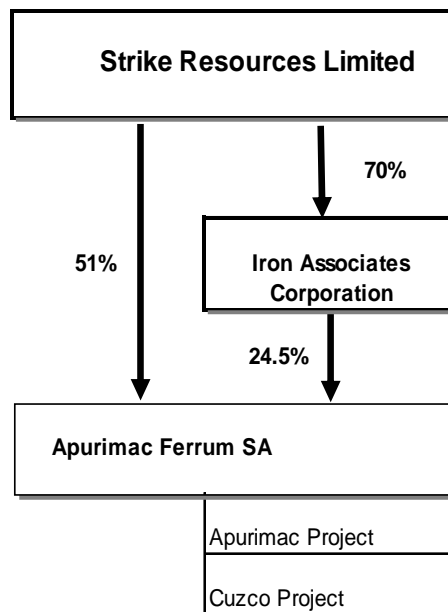 Strike Resources Limited
70%
51%
Iron Associates
Corporation
24.5%
Apurimac Ferrum SA
Apurimac Project
Cuzco Project